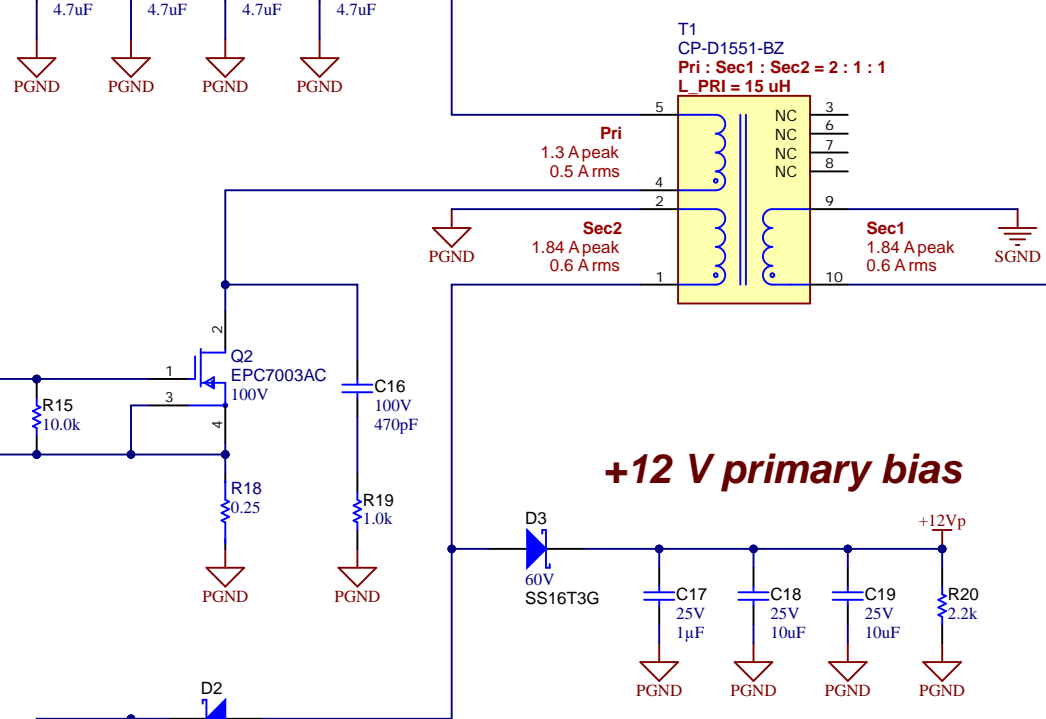 4.7uF
4.7uF
4.7uF
4.7uF
PGND
PGND
PGND
PGND
T1
CP-D1551-BZ
Pri : Sec1 : Sec2 = 2 : 1 : 1
L_PRI = 15 uH
5
NC
3
NC
6
NC
7
NC
8
Pri
1.3 A peak
0.5 A rms
4
2
9
PGND
Sec2
1.84 A peak
0.6 A rms
Sec1
1.84 A peak
0.6 A rms
SGND
1
10
2
Q2
EPC7003AC
100V
1
3
4
R15
10.0k
C16
100V
470pF
R18
0.25
R19
1.0k
PGND
PGND
+12 V primary bias
+12Vp
D3
60V
SS16T3G
C17
25V
1µF
C18
25V
10uF
C19
25V
10uF
R20
2.2k
PGND
PGND
PGND
PGND
D2